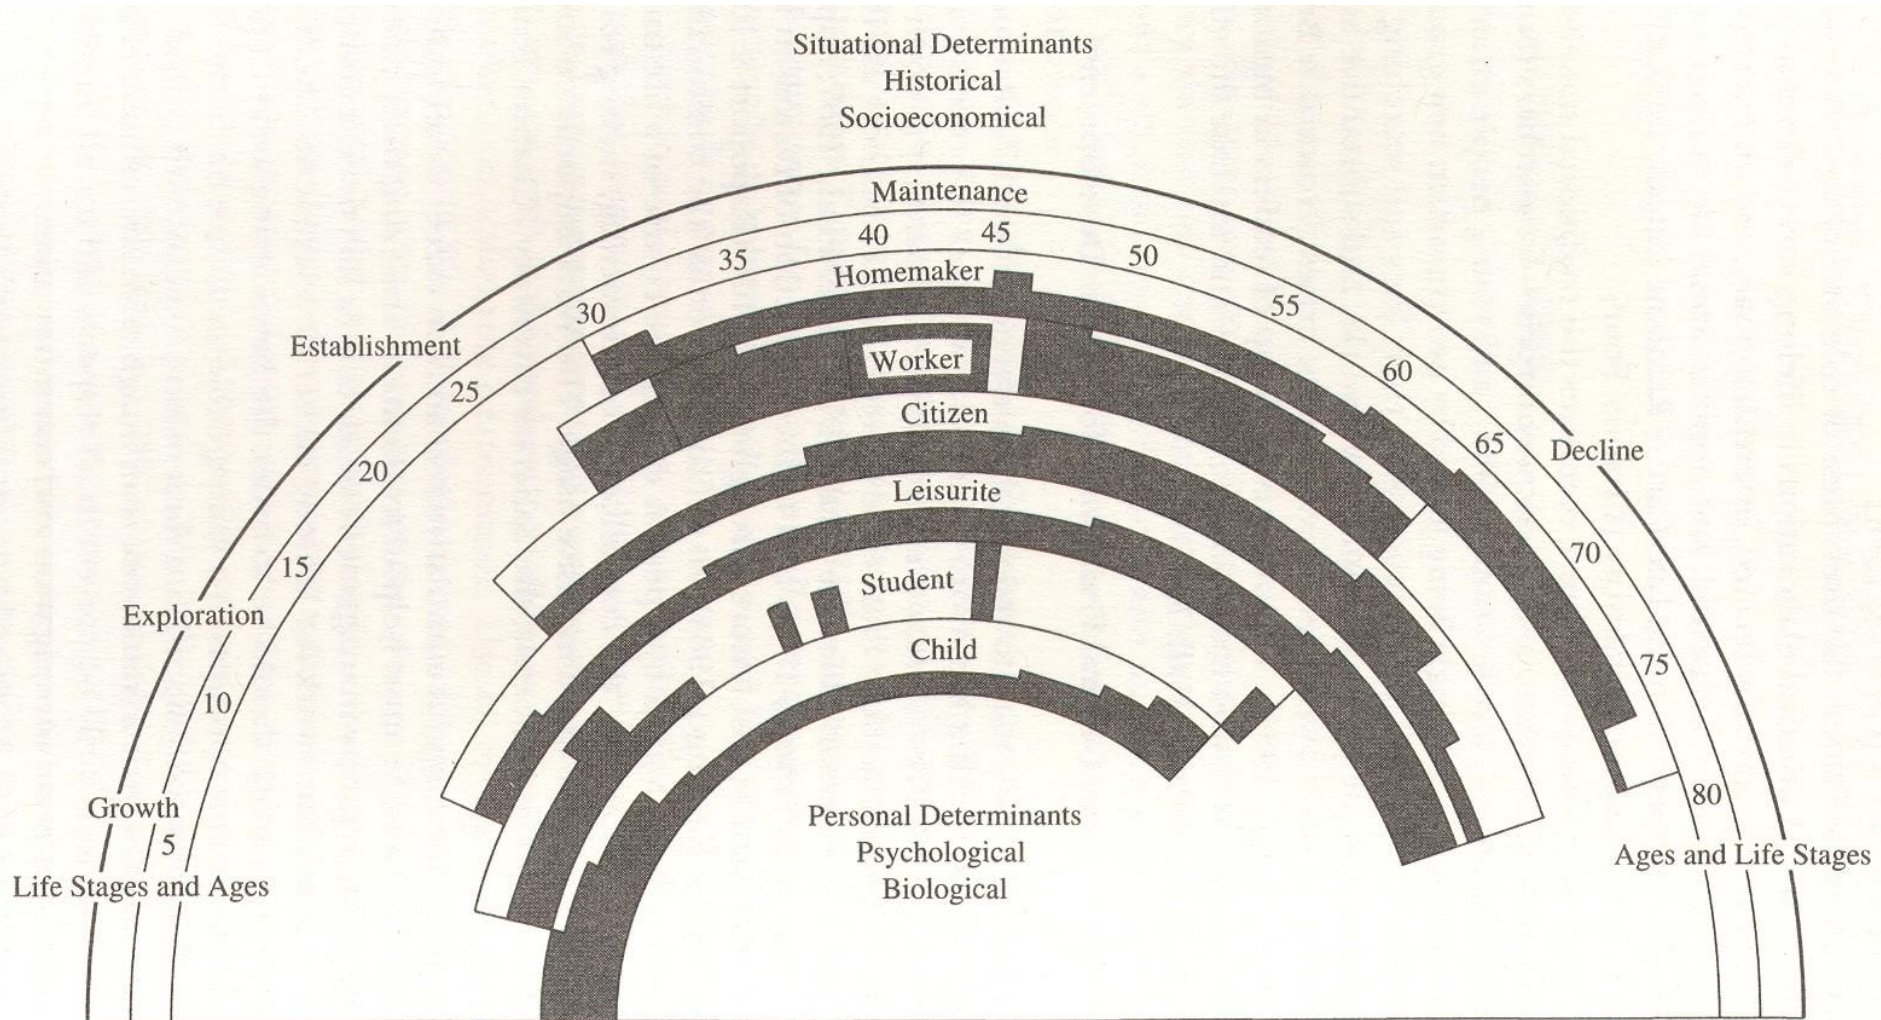 Situational Determinants
Historical
Socioeconomical
Maintenance
40
45
35
50
Homemaker
30
55
Establishment
Worker
60
25
Citizen
65
Decline
20
Leisurite
70
15
Student
Exploration
Child
75
10
80
Growth
Personal Determinants
5
Psychological
Ages and Life Stages
Life Stages and Ages
Biological